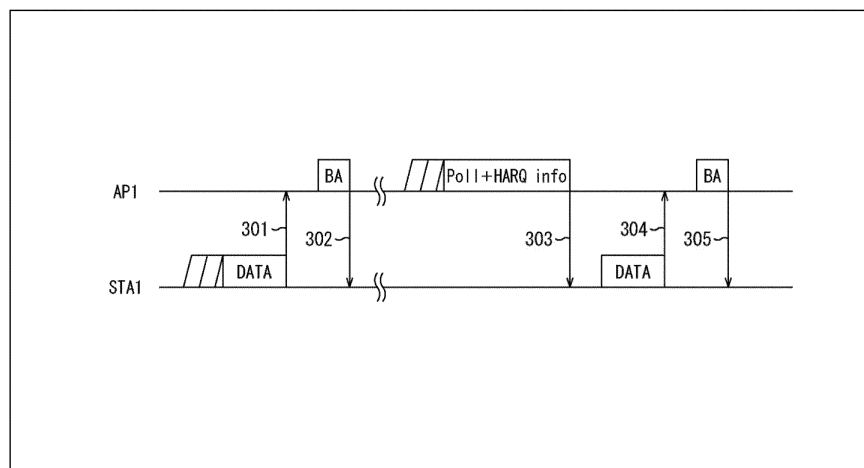 BA
Poll+HARQ info
BA
AP1
301
302
303
304
305
DATA
DATA
STA1